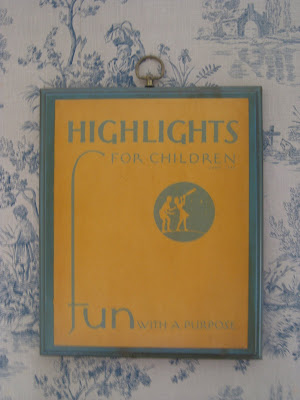 HIGHLIGHTS
FOR CHILDREN
fun WITH A PURPOSE